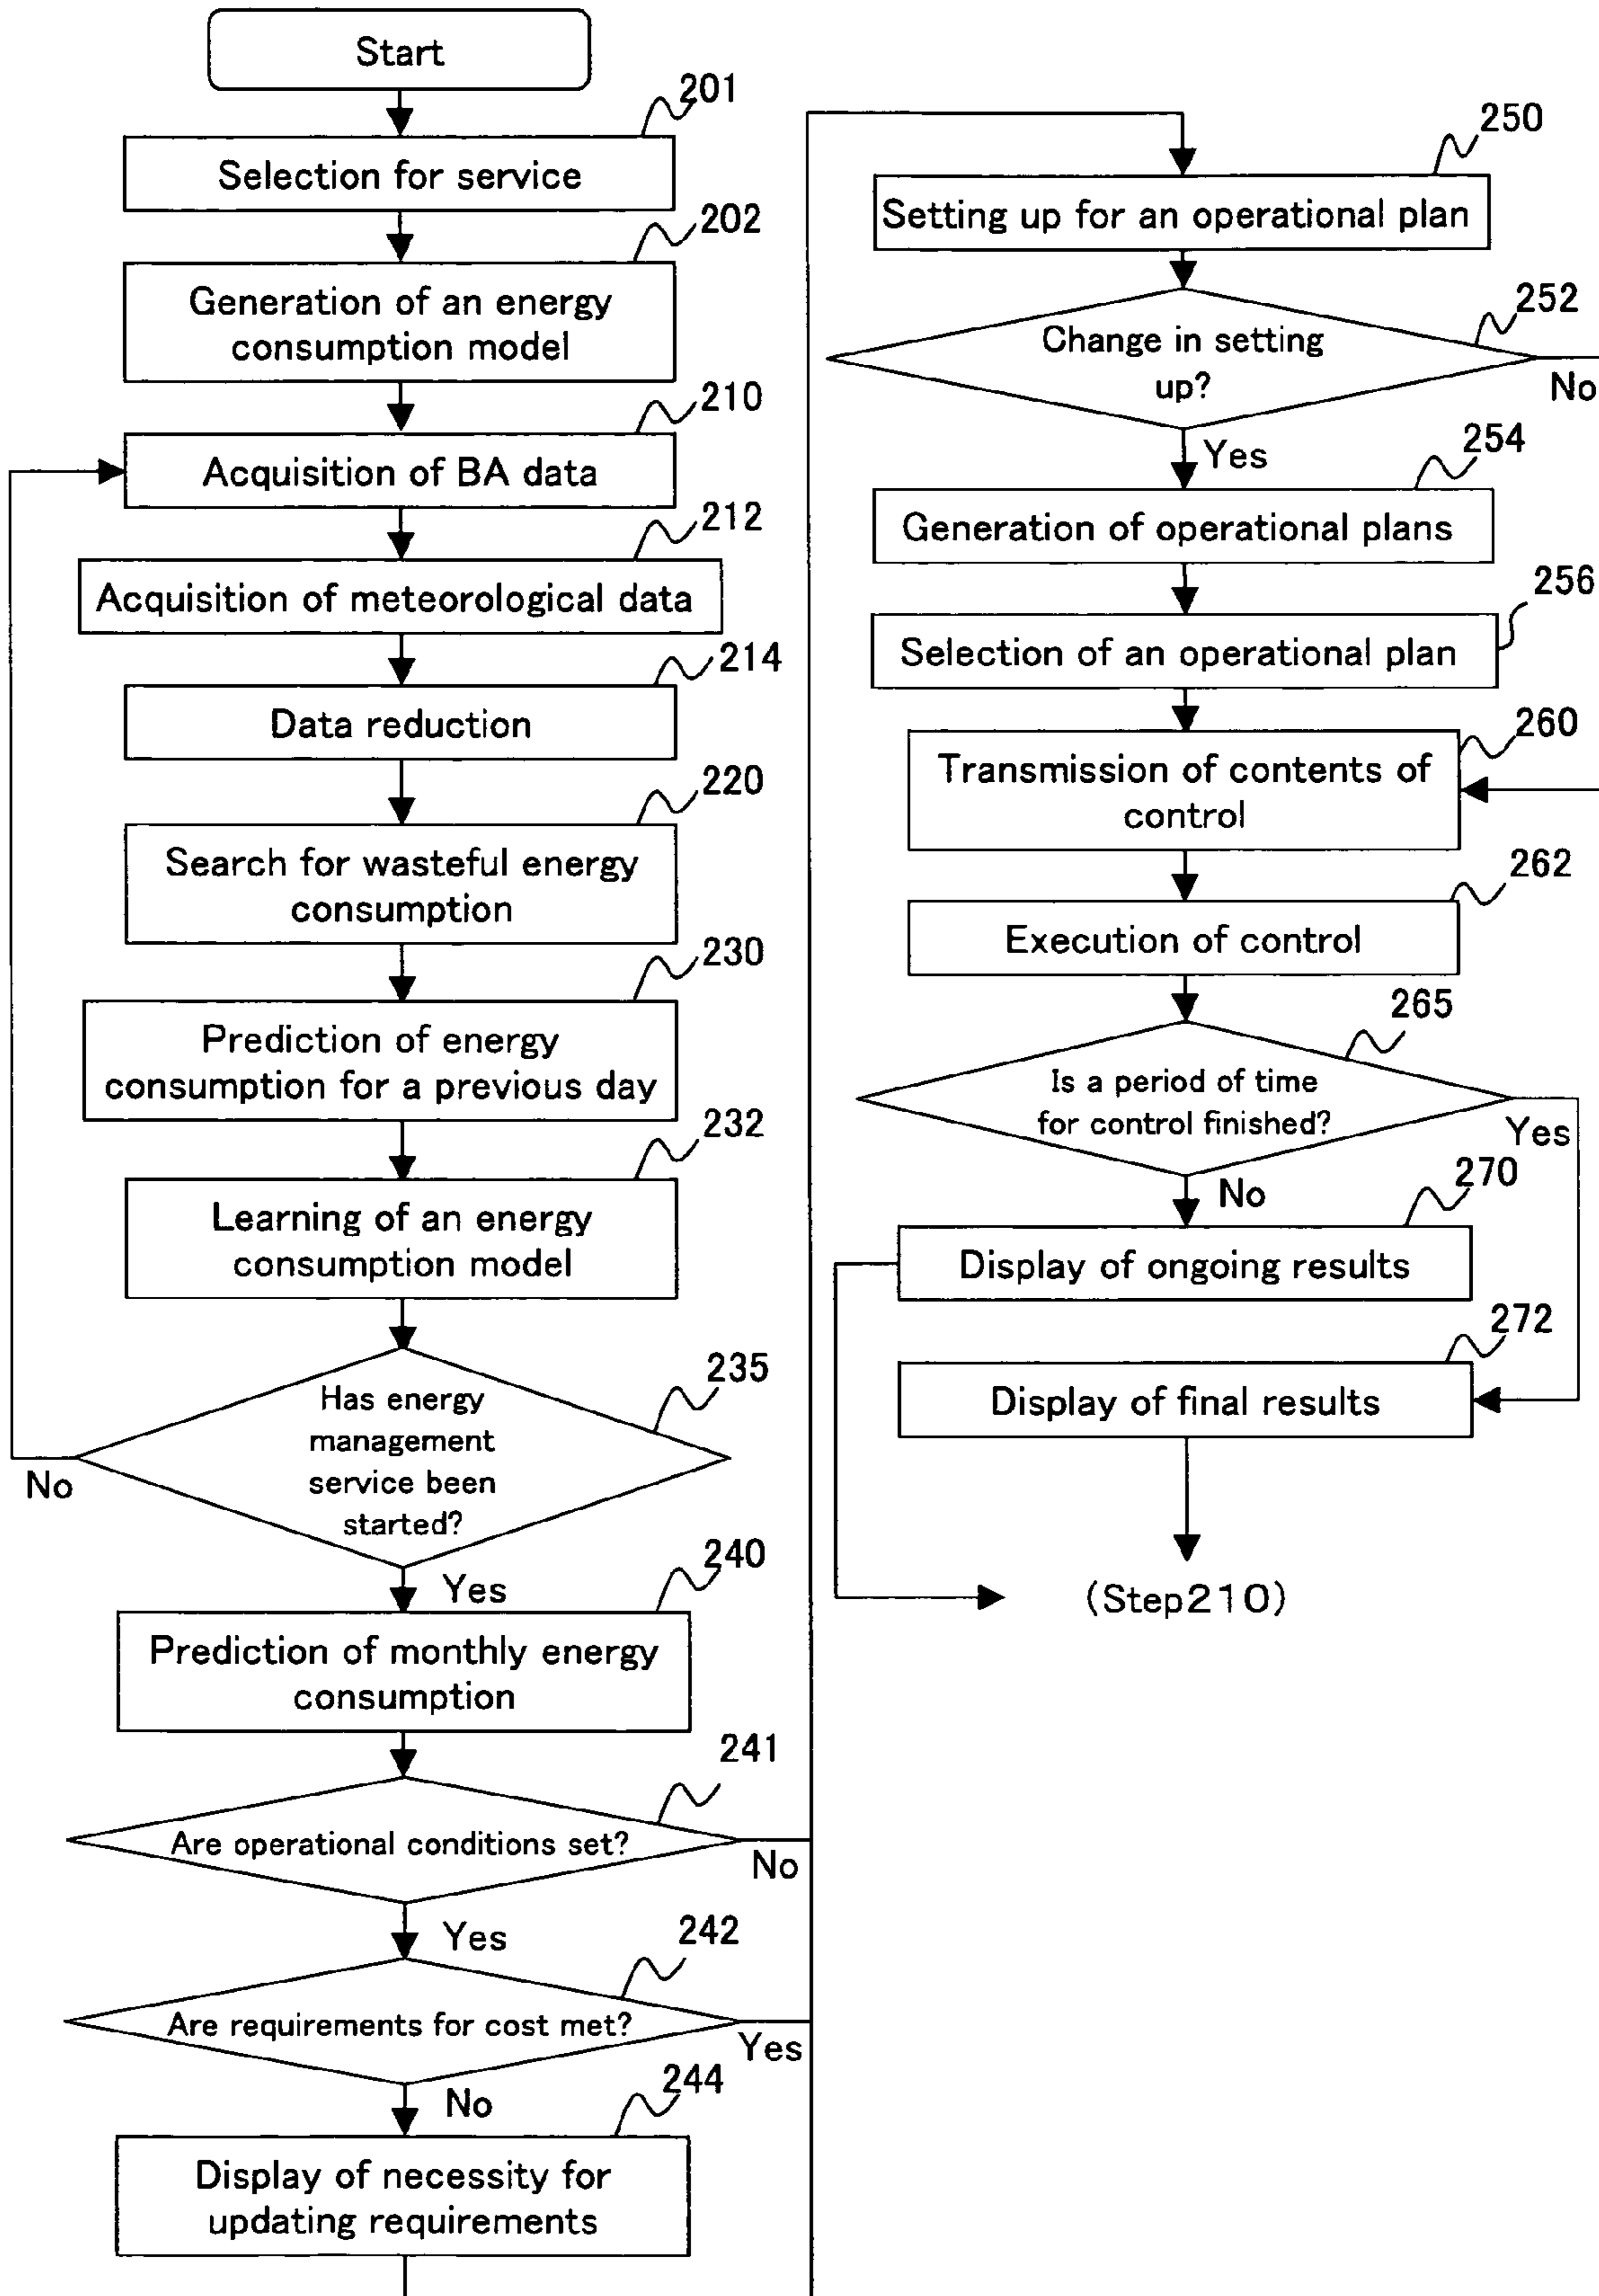 Start
201
Selection for service
202
Generation of an energy
consumption model
210
Acquisition of BA data
212
Acquisition of meteorological data
214
Data reduction
220
Search for wasteful energy
consumption
230
Prediction of energy
consumption for a previous day
232
Learning of an energy
consumption model
235
Has energy
management
service been
started?
No
Yes
240
Prediction of monthly energy
consumption
241
Are operational conditions set?
No
Yes
242
Are requirements for cost met?
Yes
No
244
Display of necessity for
updating requirements
250
Setting up for an operational plan
252
Change in setting
up?
No
Yes
254
Generation of operational plans
256
Selection of an operational plan
260
Transmission of contents of
control
262
Execution of control
265
Is a period of time
for control finished?
Yes
No
270
Display of ongoing results
272
Display of final results
(Step210)